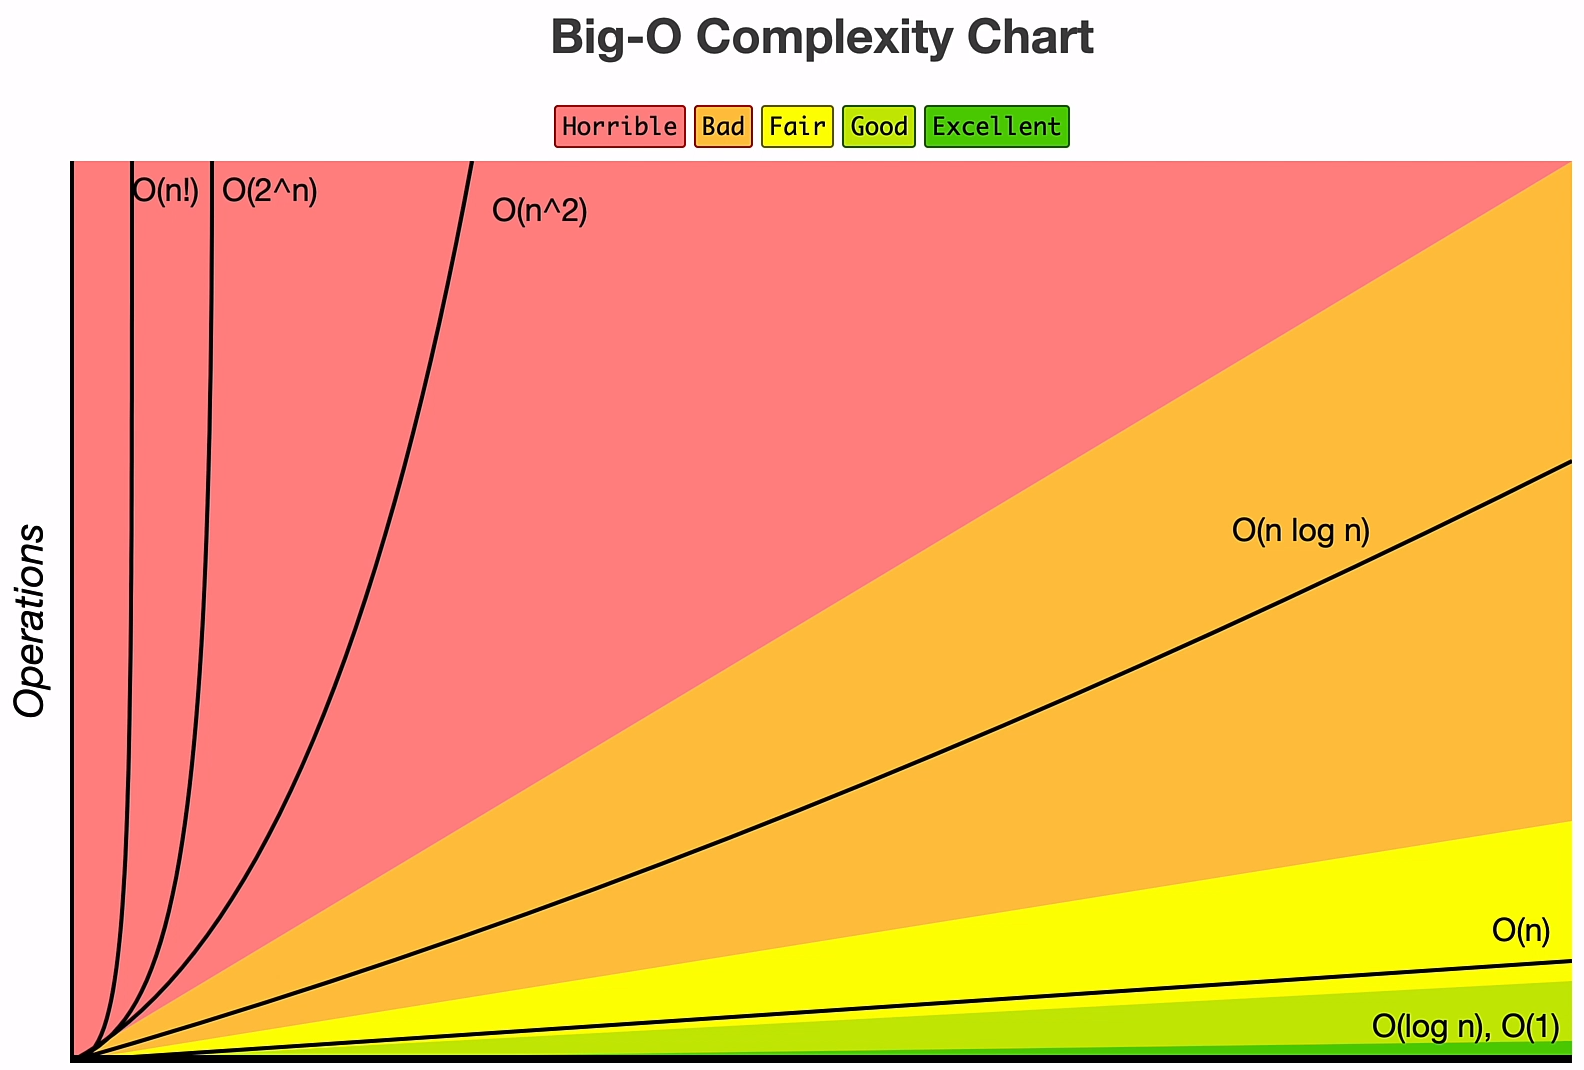 Big-O Complexity Chart
Horrible Bad Fair Good Excellent
O(n!) O(2^n)
O(n^2)
O(n log n)
Operations
O(n)
O(log n), O(1)